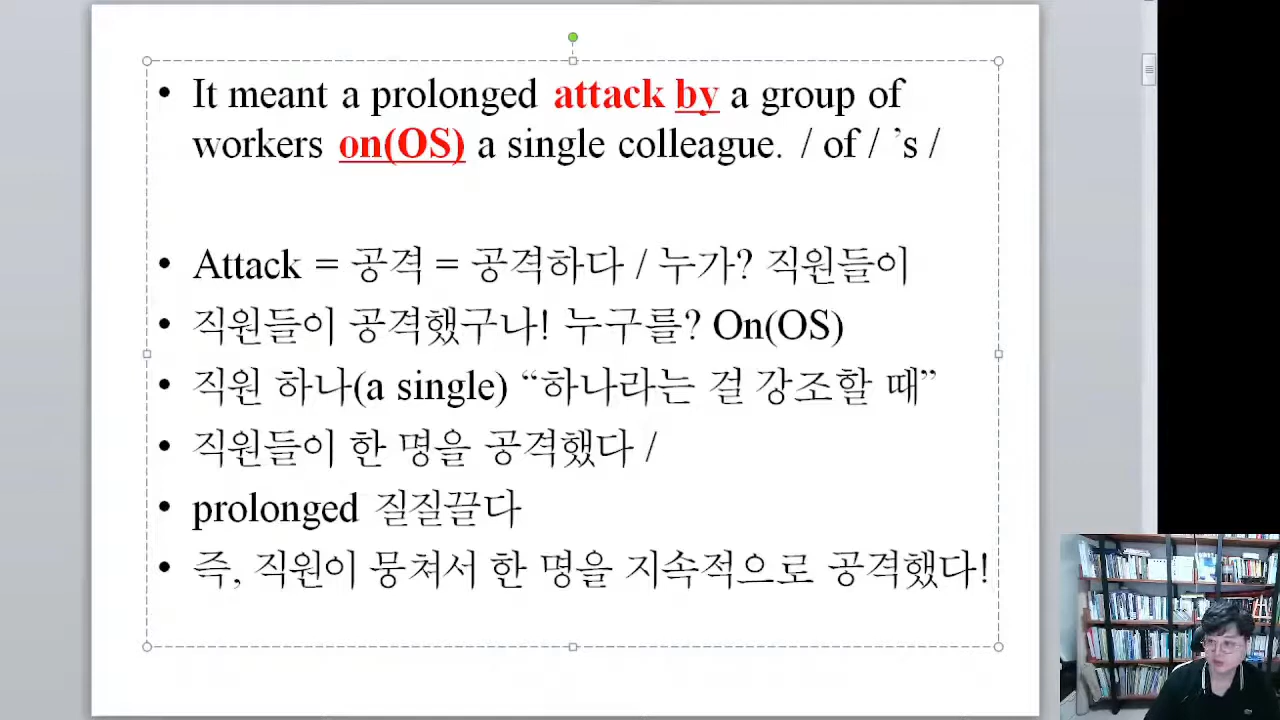 • It meant a prolonged attack by a group of
workers on(OS) a single colleague. / of / ’s /
• Attack = 공격 = 공격하다 / 누가? 직원들이
• 직원들이 공격했구나! 누구를? On(OS)
• 직원 하나(a single) “하나라는 걸 강조할 때”
• 직원들이 한 명을 공격했다 /
• prolonged 질질끌다
• 즉, 직원이 뭉쳐서 한 명을 지속적으로 공격했다!